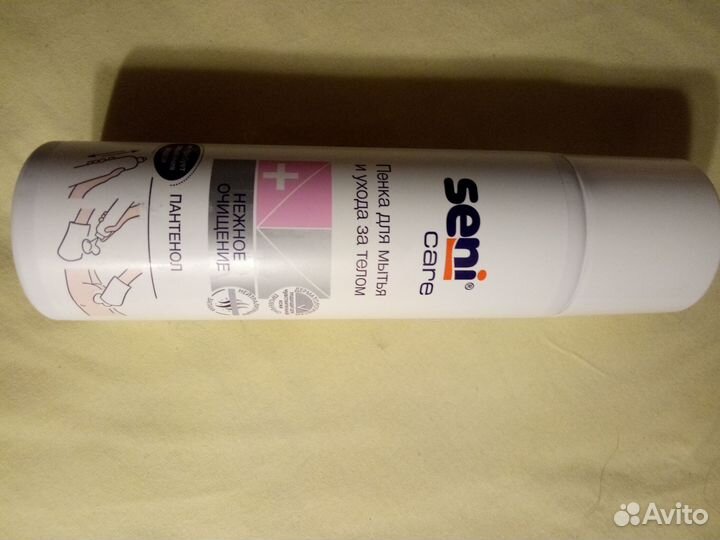 seni®
care
Пенка для мытья
и ухода за телом
НЕЖНОЕ
ОЧИЩЕНИЕ
ПАНТЕНОЛ
Avito